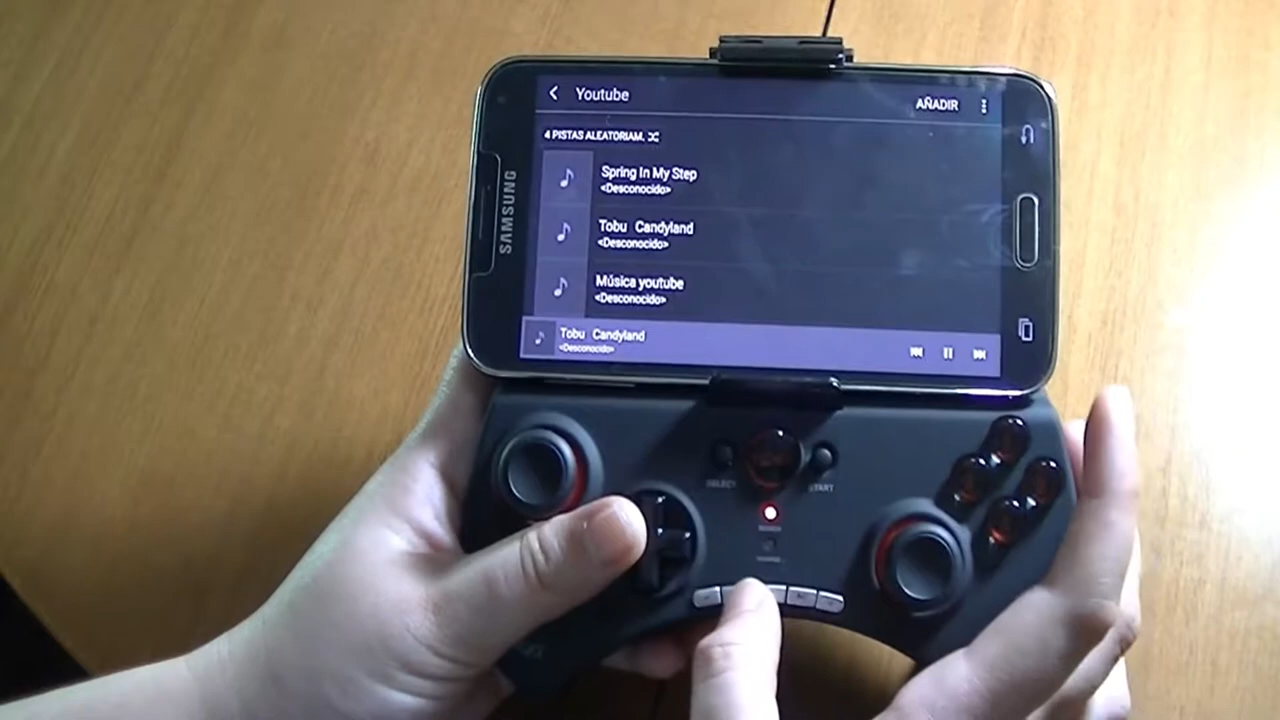 Youtube
AÑADIR
4 PISTAS ALEATORIAM.
Spring In My Step
<Desconocido>
Tobu Candyland
<Desconocido>
Música youtube
<Desconocido>
Tobu Candyland
<Desconocido>
SAMSUNG
SELECT
START